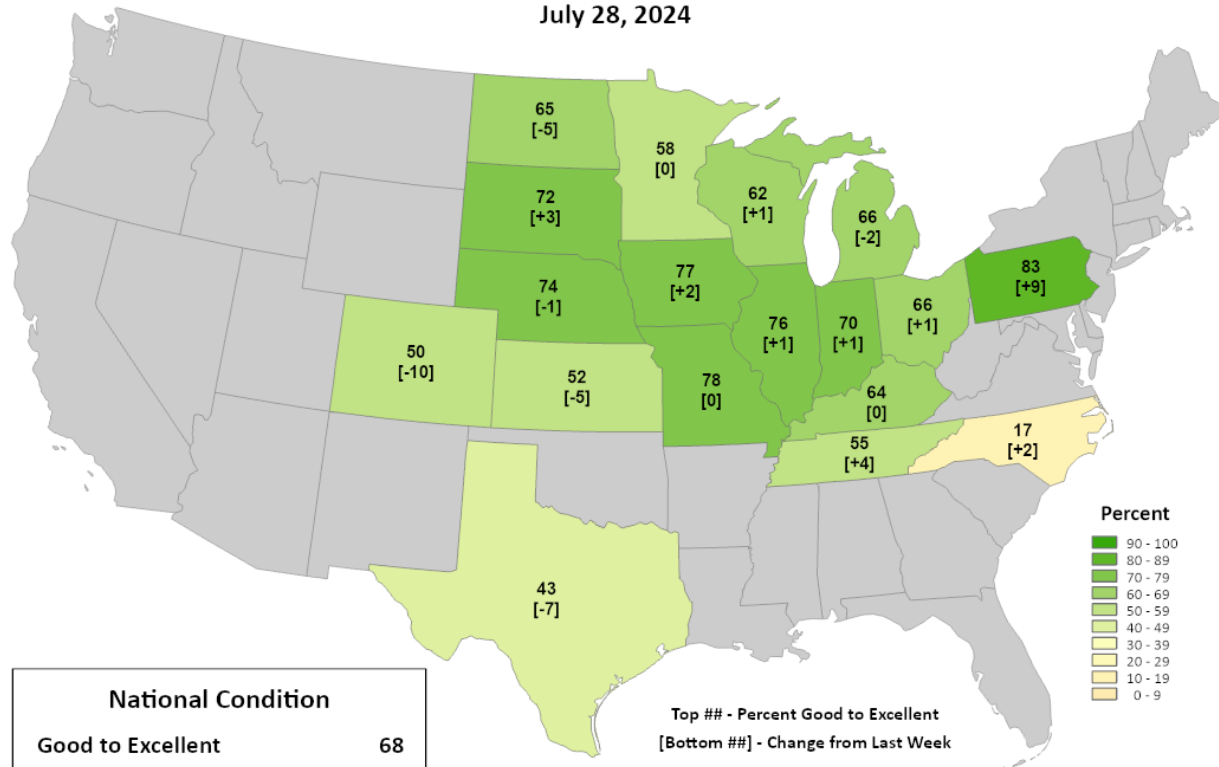 July 28, 2024
65
[-5]
58
[0]
72
[+3]
62
[+1]
66
[-2]
74
[-1]
77
[+2]
83
[+9]
76
[+1]
70
[+1]
66
[+1]
50
[-10]
52
[-5]
78
[0]
64
[0]
55
[+4]
17
[+2]
43
[-7]
Percent
90 - 100
80 - 89
70 - 79
60 - 69
50 - 59
40 - 49
30 - 39
20 - 29
10 - 19
0 - 9
National Condition
Good to Excellent 68
Top ## - Percent Good to Excellent
[Bottom ##] - Change from Last Week